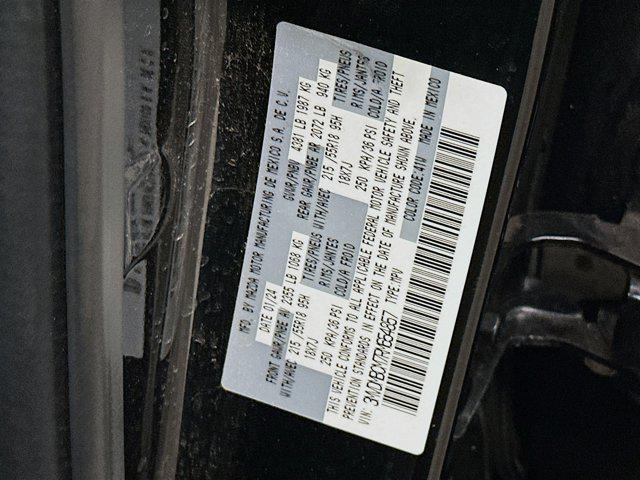 MFD. BY MAZDA MOTOR MANUFACTURING DE MEXICO S.A. DE C.V.
DATE 01/24 GVWR/PNBV 4381 LB 1987 KG
FRONT GAWR/PNBE AV 2355 LB 1068 KG REAR GAWR/PNBE AR 2072 LB 940 KG
WITH/AVEC 215 /55R18 95H TIRES/PNEUS WITH/AVEC 215 /55R18 95H TIRES/PNEUS
18X7J RIMS/JANTES 18X7J RIMS/JANTES
250 KPA/36 PSI COLD/A FROID 250 KPA/36 PSI COLD/A FROID
THIS VEHICLE CONFORMS TO ALL APPLICABLE FEDERAL MOTOR VEHICLE SAFETY AND THEFT
PREVENTION STANDARDS IN EFFECT ON THE DATE OF MANUFACTURE SHOWN ABOVE.
VIN: TYPE:MPV COLOR CODE:41W MADE IN MEXICO